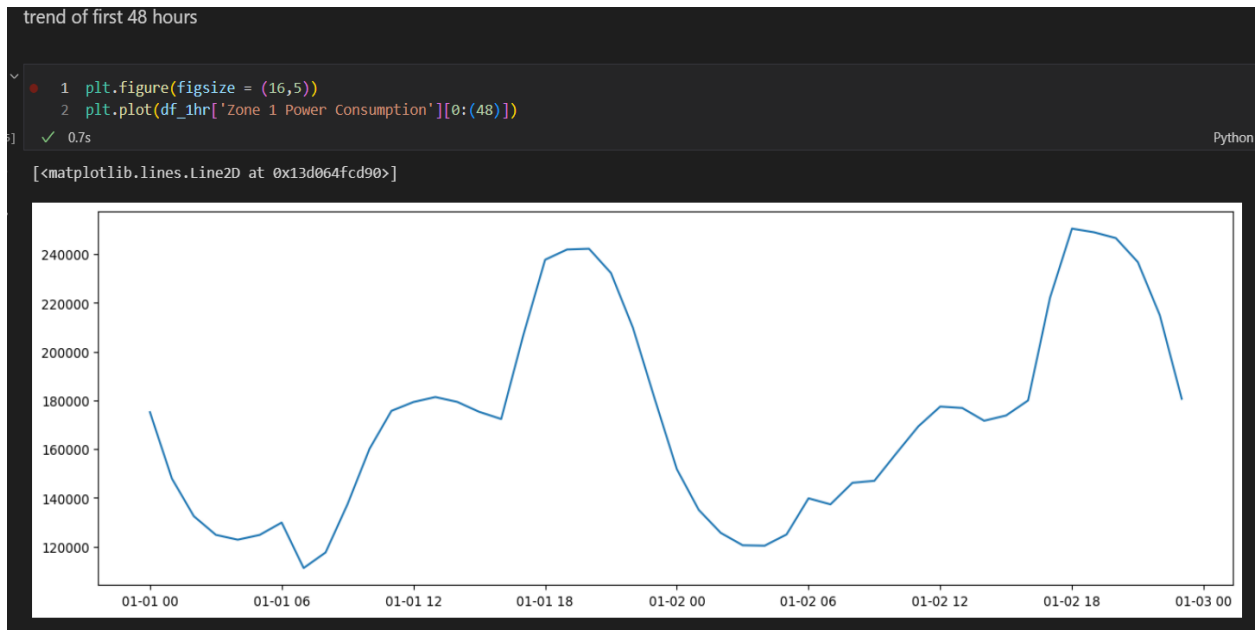 trend of first 48 hours
1 plt.figure(figsize = (16,5))
2 plt.plot(df_1hr['Zone 1 Power Consumption'][0:(48)])
✓ 0.7s
Python
[<matplotlib.lines.Line2D at 0x13d064fcd90>]
240000
220000
200000
180000
160000
140000
120000
01-01 00 01-01 06 01-01 12 01-01 18 01-02 00 01-02 06 01-02 12 01-02 18 01-03 00